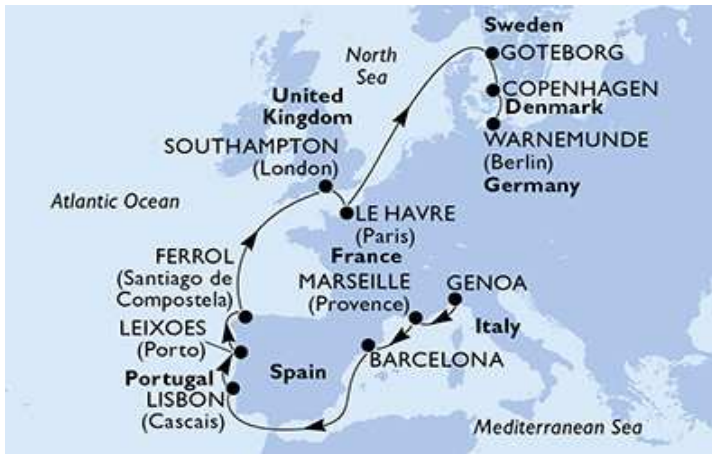 Sweden
GOTEBORG
North
Sea
COPENHAGEN
Denmark
United
Kingdom
WARNEMUNDE
(Berlin)
Germany
SOUTHAMPTON
(London)
Atlantic Ocean
LE HAVRE
(Paris)
France
FERROL
(Santiago de
Compostela)
MARSEILLE
(Provence)
GENOA
Italy
LEIXOES
(Porto)
BARCELONA
Spain
Portugal
LISBON
(Cascais)
Mediterranean Sea